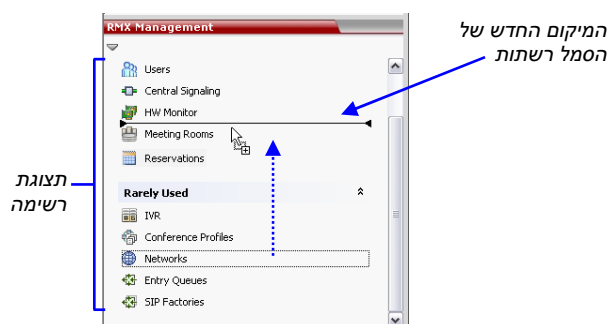 RMX Management
המיקום החדש של
הסמל רשתות
Users
Central Signaling
HW Monitor
Meeting Rooms
Reservations
תצוגת
רשימה
Rarely Used
IVR
Conference Profiles
Networks
Entry Queues
SIP Factories